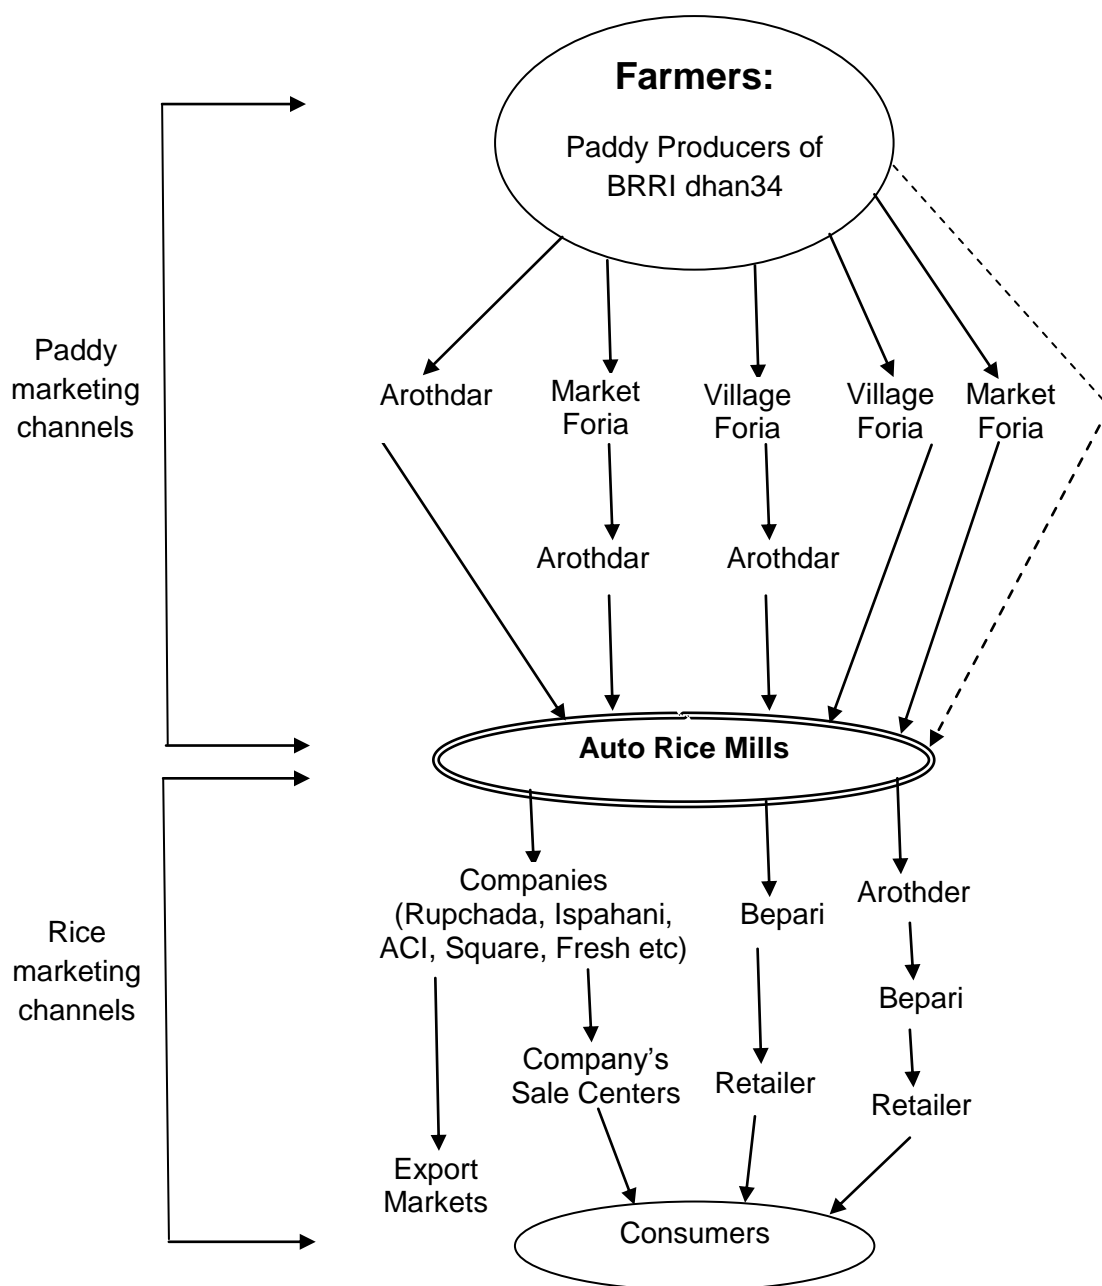 Farmers:
Paddy Producers of
BRRI dhan34
Paddy
marketing
channels
Arothdar
Market
Foria
Village
Foria
Village
Foria
Market
Foria
Arothdar
Arothdar
Auto Rice Mills
Rice
marketing
channels
Companies
(Rupchada, Ispahani,
ACI, Square, Fresh etc)
Bepari
Arothder
Bepari
Company’s
Sale Centers
Retailer
Retailer
Export
Markets
Consumers